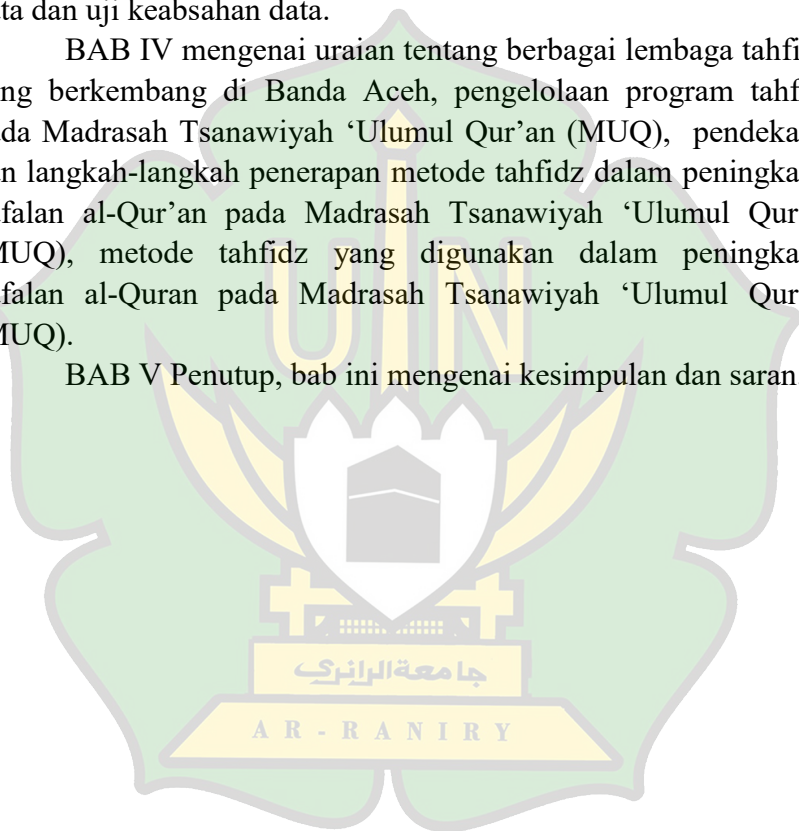 ta dan uji keabsahan data.
BAB IV mengenai uraian tentang berbagai lembaga tahfi
ng berkembang di Banda Aceh, pengelolaan program tahf
da Madrasah Tsanawiyah ‘Ulumul Qur’an (MUQ), pendeka
n langkah-langkah penerapan metode tahfidz dalam peningka
falan al-Qur’an pada Madrasah Tsanawiyah ‘Ulumul Qur
MUQ), metode tahfidz yang digunakan dalam peningka
falan al-Quran pada Madrasah Tsanawiyah ‘Ulumul Qur
MUQ).
BAB V Penutup, bab ini mengenai kesimpulan dan saran
UIN
جامعة الرانري
AR-RANIRY